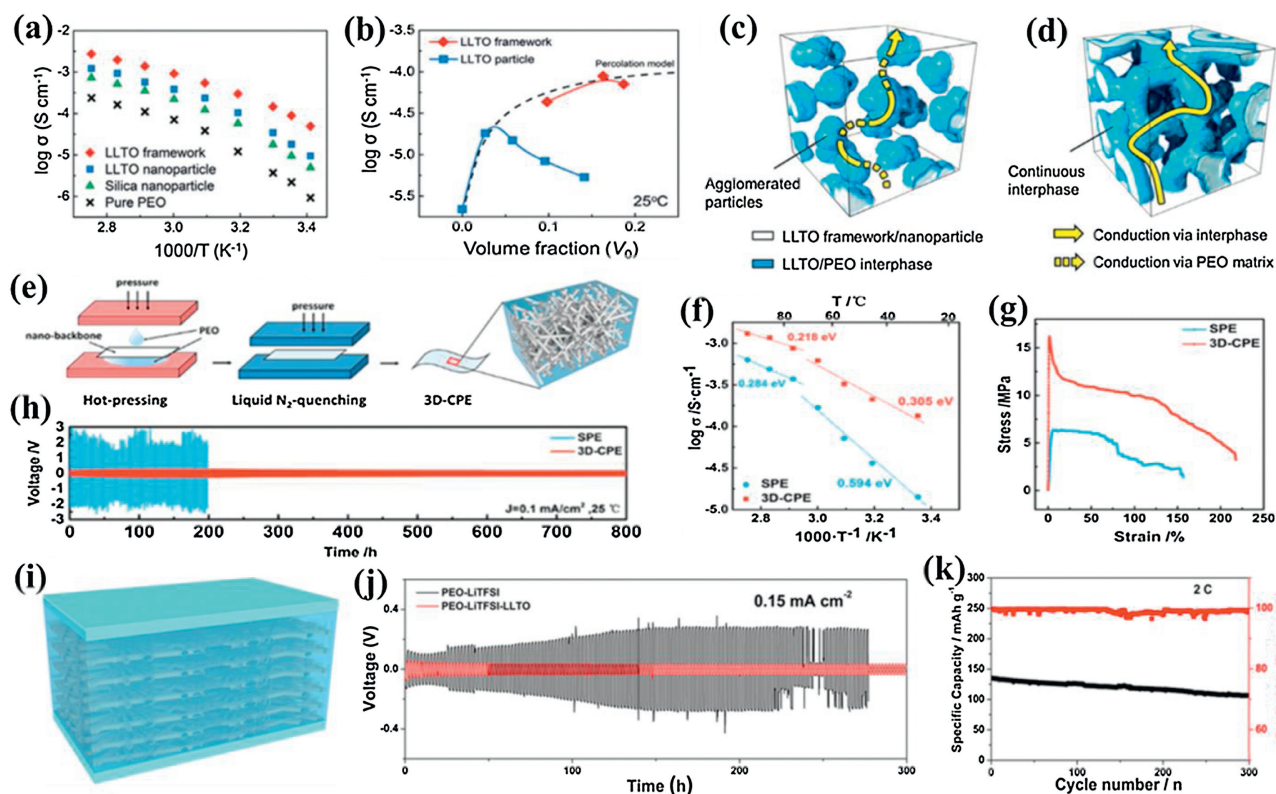 (a)
log σ (S cm⁻¹)
-2
-3
-4
-5
-6
LLTO framework
LLTO nanoparticle
Silica nanoparticle
Pure PEO
2.8
3.0
3.2
3.4
1000/T (K⁻¹)
(b)
log σ (S cm⁻¹)
-3.5
-4.0
-4.5
-5.0
-5.5
LLTO framework
LLTO particle
Percolation model
25°C
0.0
0.1
0.2
Volume fraction (V₀)
(c)
Agglomerated
particles
LLTO framework/nanoparticle
LLTO/PEO interphase
(d)
Continuous
interphase
Conduction via interphase
Conduction via PEO matrix
(e)
pressure
nano-backbone
PEO
Hot-pressing
pressure
Liquid N₂-quenching
3D-CPE
(f)
T /℃
100
80
60
40
20
log σ /S·cm⁻¹
-3.0
-3.5
-4.0
-4.5
-5.0
0.218 eV
0.284 eV
0.305 eV
0.594 eV
SPE
3D-CPE
2.8
3.0
3.2
3.4
1000·T⁻¹ /K⁻¹
(g)
Stress /MPa
15
10
5
0
SPE
3D-CPE
0
50
100
150
200
250
Strain /%
(h)
Voltage /V
3
2
1
0
-1
-2
-3
SPE
3D-CPE
J=0.1 mA/cm² ,25 ℃
0
100
200
300
400
500
600
700
800
Time /h
(i)
(j)
Voltage (V)
0.4
0.0
-0.4
PEO-LiTFSI
PEO-LiTFSI-LLTO
0.15 mA cm⁻²
0
100
200
300
Time (h)
(k)
Specific Capacity / mAh g⁻¹
300
250
200
150
100
50
0
2 C
100
80
60
0
100
200
300
Cycle number / n